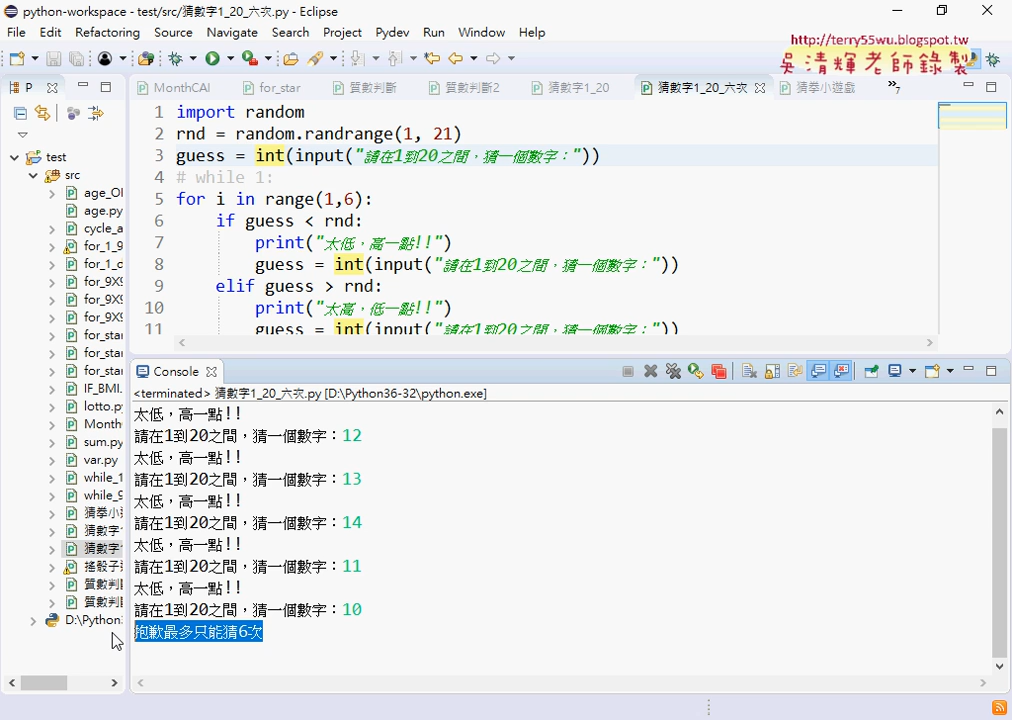 python-workspace - test/src/猜數字1_20_六次.py - Eclipse
File Edit Refactoring Source Navigate Search Project Pydev Run Window Help
http://terry55wu.blogspot.tw
吳清輝老師錄製
P
MonthCAl for_star 質數判斷 質數判斷2 猜數字1_20 猜數字1_20_六次 猜拳小遊戲 »7
test
src
age_Ol
age.py
cycle_a
for_1_9
for_1_d
for_9X9
for_9X9
for_9X9
for_star
for_star
for_star
IF_BMI.
lotto.py
Month
sum.py
var.py
while_1
while_9
猜拳小
猜數字
猜數字
搖骰子
質數判
質數判
D:\Python
1 import random
2 rnd = random.randrange(1, 21)
3 guess = int(input("請在1到20之間，猜一個數字："))
4 # while 1:
5 for i in range(1,6):
6 if guess < rnd:
7 print("太低，高一點!!")
8 guess = int(input("請在1到20之間，猜一個數字："))
9 elif guess > rnd:
10 print("太高，低一點!!")
11 guess = int(input("請在1到20之間，猜一個數字："))
Console
<terminated> 猜數字1_20_六次.py [D:\Python36-32\python.exe]
太低，高一點!!
請在1到20之間，猜一個數字：12
太低，高一點!!
請在1到20之間，猜一個數字：13
太低，高一點!!
請在1到20之間，猜一個數字：14
太低，高一點!!
請在1到20之間，猜一個數字：11
太低，高一點!!
請在1到20之間，猜一個數字：10
抱歉最多只能猜6次